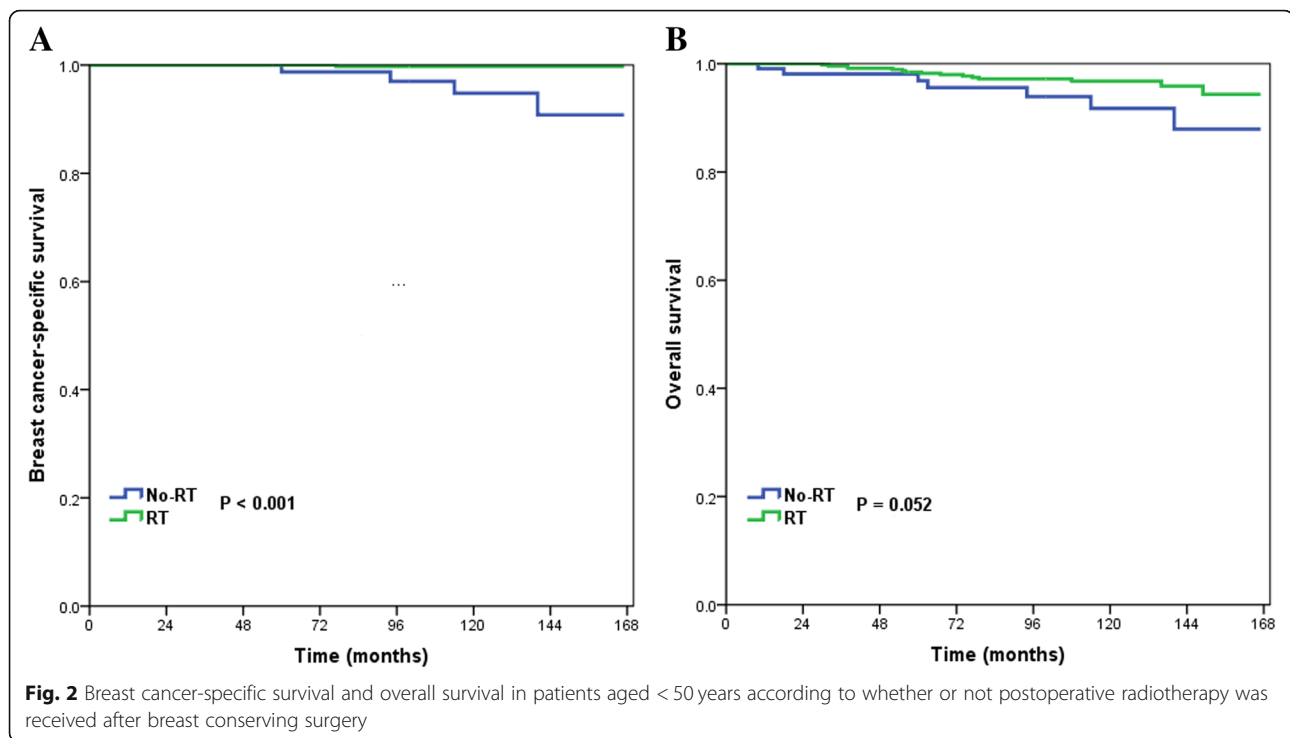 A
Breast cancer-specific survival
1.0
0.8
0.6
0.4
0.2
0.0
...
No-RT
RT
P < 0.001
0 24 48 72 96 120 144 168
Time (months)
B
Overall survival
1.0
0.8
0.6
0.4
0.2
0.0
No-RT
RT
P = 0.052
0 24 48 72 96 120 144 168
Time (months)
Fig. 2 Breast cancer-specific survival and overall survival in patients aged < 50 years according to whether or not postoperative radiotherapy was
received after breast conserving surgery